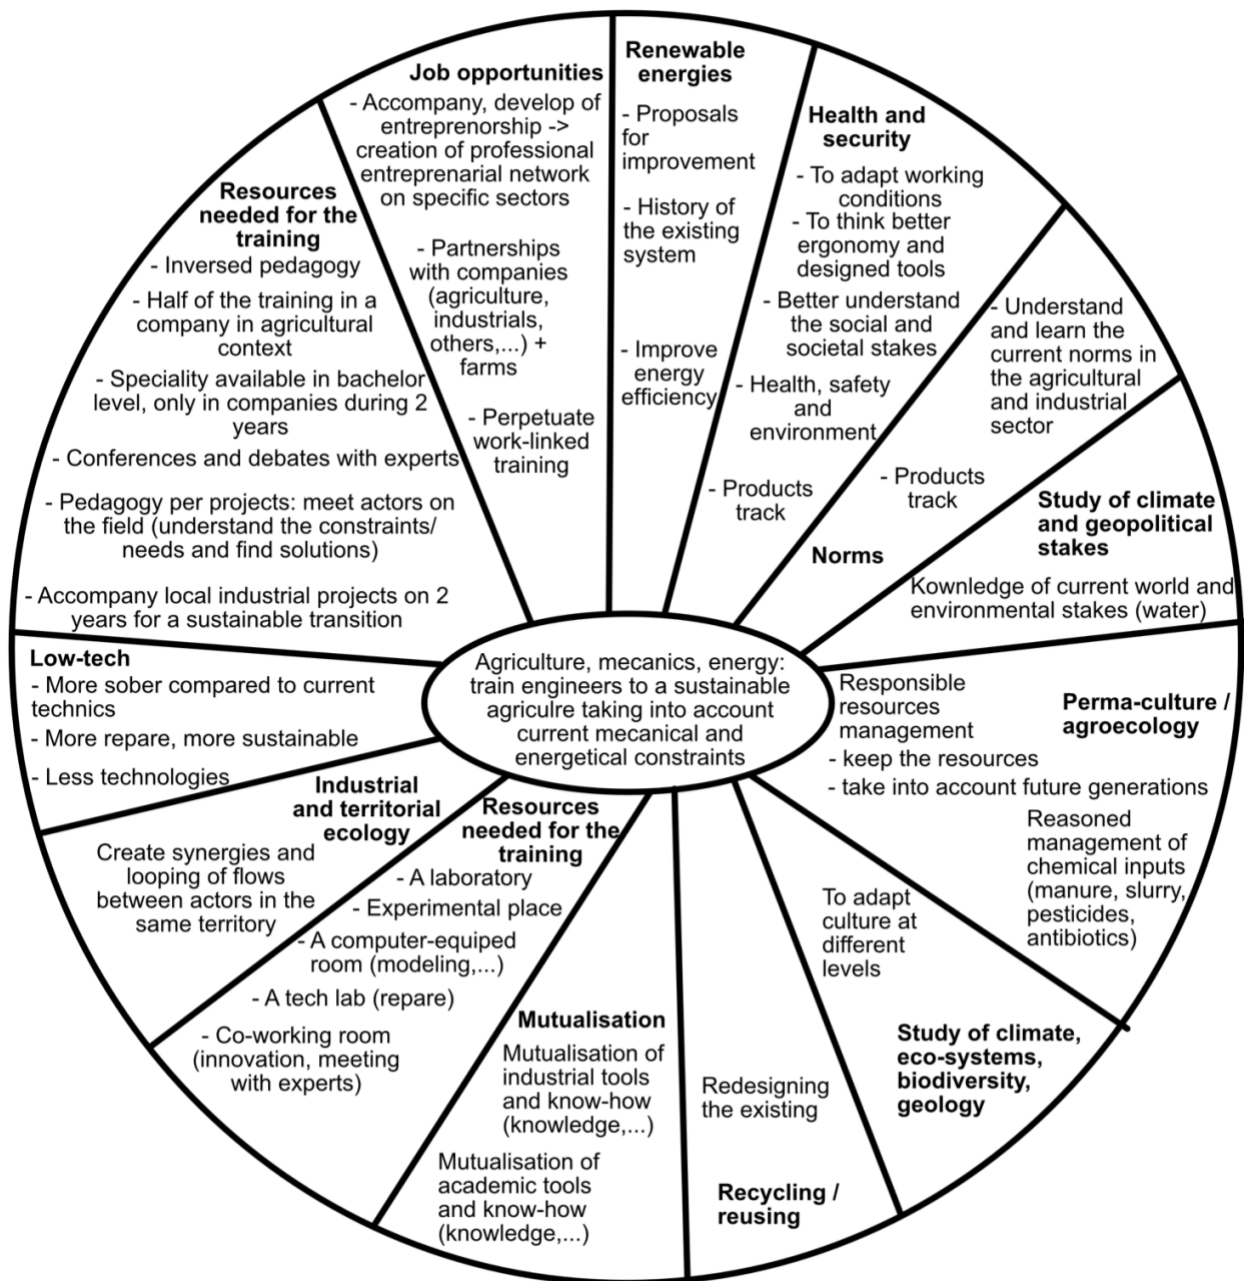 Renewable
energies
- Proposals
for
improvement
- History of
the existing
system
- Improve
energy
efficiency
Health and
security
- To adapt working
conditions
- To think better
ergonomy and
designed tools
- Better understand
the social and
societal stakes
- Health, safety
and
environment
- Products
track
- Understand
and learn the
current norms in
the agricultural
and industrial
sector
- Products
track
Norms
Study of climate
and geopolitical
stakes
Kownledge of current world and
environmental stakes (water)
Responsible
resources
management
- keep the resources
- take into account future generations
Perma-culture /
agroecology
Reasoned
management of
chemical inputs
(manure, slurry,
pesticides,
antibiotics)
To adapt
culture at
different
levels
Study of climate,
eco-systems,
biodiversity,
geology
Redesigning
the existing
Recycling /
reusing
Mutualisation
Mutualisation of
industrial tools
and know-how
(knowledge,...)
Mutualisation of
academic tools
and know-how
(knowledge,...)
Resources
needed for the
training
- A laboratory
- Experimental place
- A computer-equiped
room (modeling,...)
- A tech lab (repare)
- Co-working room
(innovation, meeting
with experts)
Industrial
and territorial
ecology
Create synergies and
looping of flows
between actors in the
same territory
Low-tech
- More sober compared to current
technics
- More repare, more sustainable
- Less technologies
Resources
needed for the
training
- Inversed pedagogy
- Half of the training in a
company in agricultural
context
- Speciality available in bachelor
level, only in companies during 2
years
- Conferences and debates with experts
- Pedagogy per projects: meet actors on
the field (understand the constraints/
needs and find solutions)
- Accompany local industrial projects on 2
years for a sustainable transition
Job opportunities
- Accompany, develop of
entreprenorship ->
creation of professional
entreprenarial network
on specific sectors
- Partnerships
with companies
(agriculture,
industrials,
others,...) +
farms
- Perpetuate
work-linked
training
Agriculture, mecanics, energy:
train engineers to a sustainable
agriculre taking into account
current mecanical and
energetical constraints